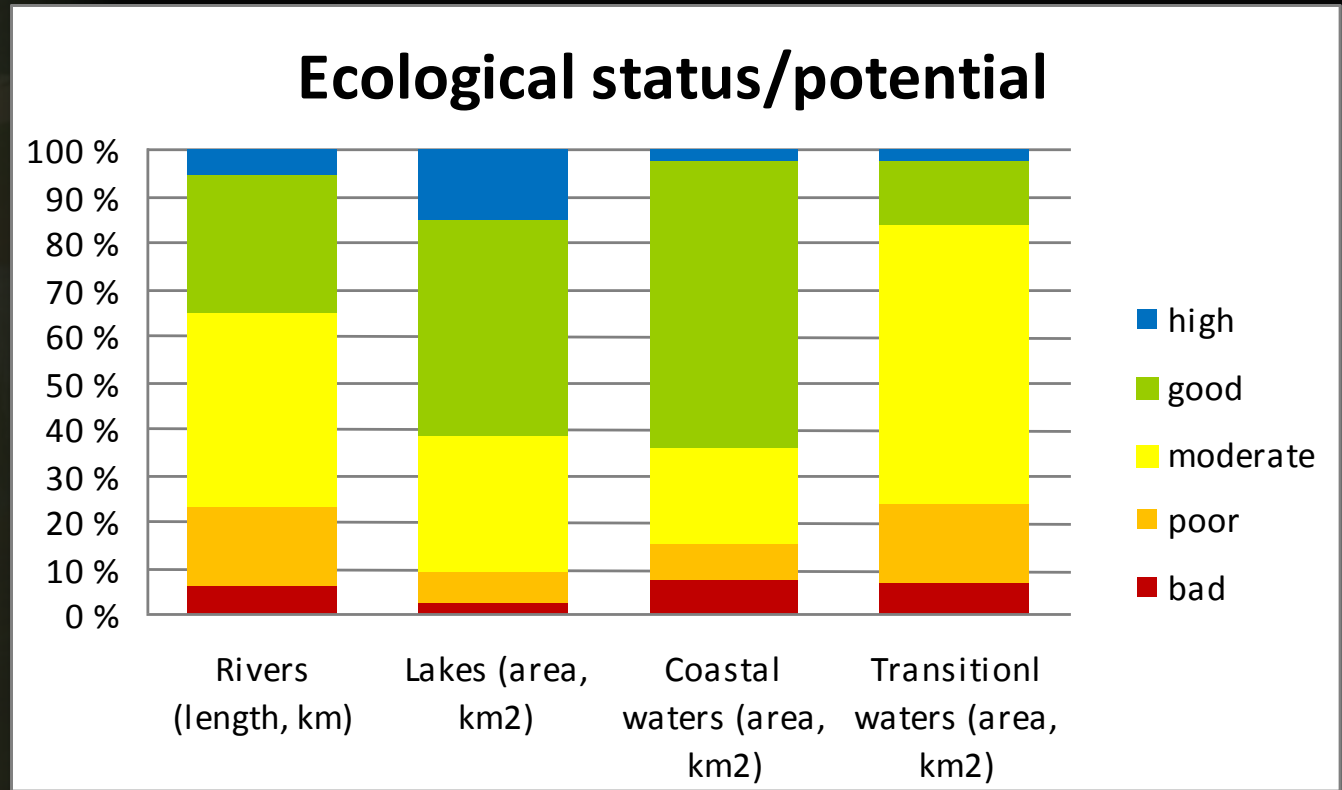 Ecological status/potential
100 %
90 %
80 %
70 %
60 %
50 %
40 %
30 %
20 %
10 %
0 %
Rivers
(length, km)
Lakes (area,
km2)
Coastal
waters (area,
km2)
Transitionl
waters (area,
km2)
high
good
moderate
poor
bad